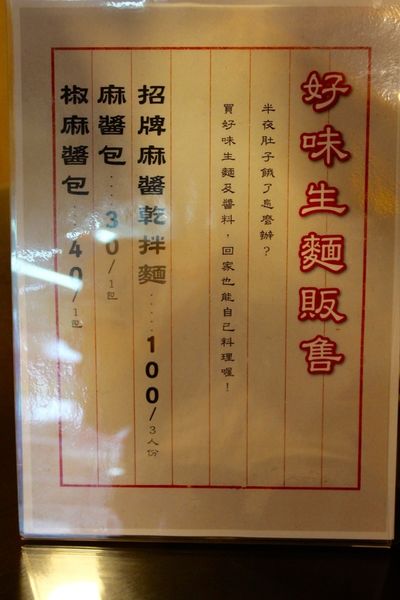 好味生麵販售
半夜肚子餓了怎麼辦?
買好味生麵及醬料，回家也能自己料理喔!
招牌麻醬乾拌麵.....100/3人份
麻醬包.....30/1包
椒麻醬包...40/1包